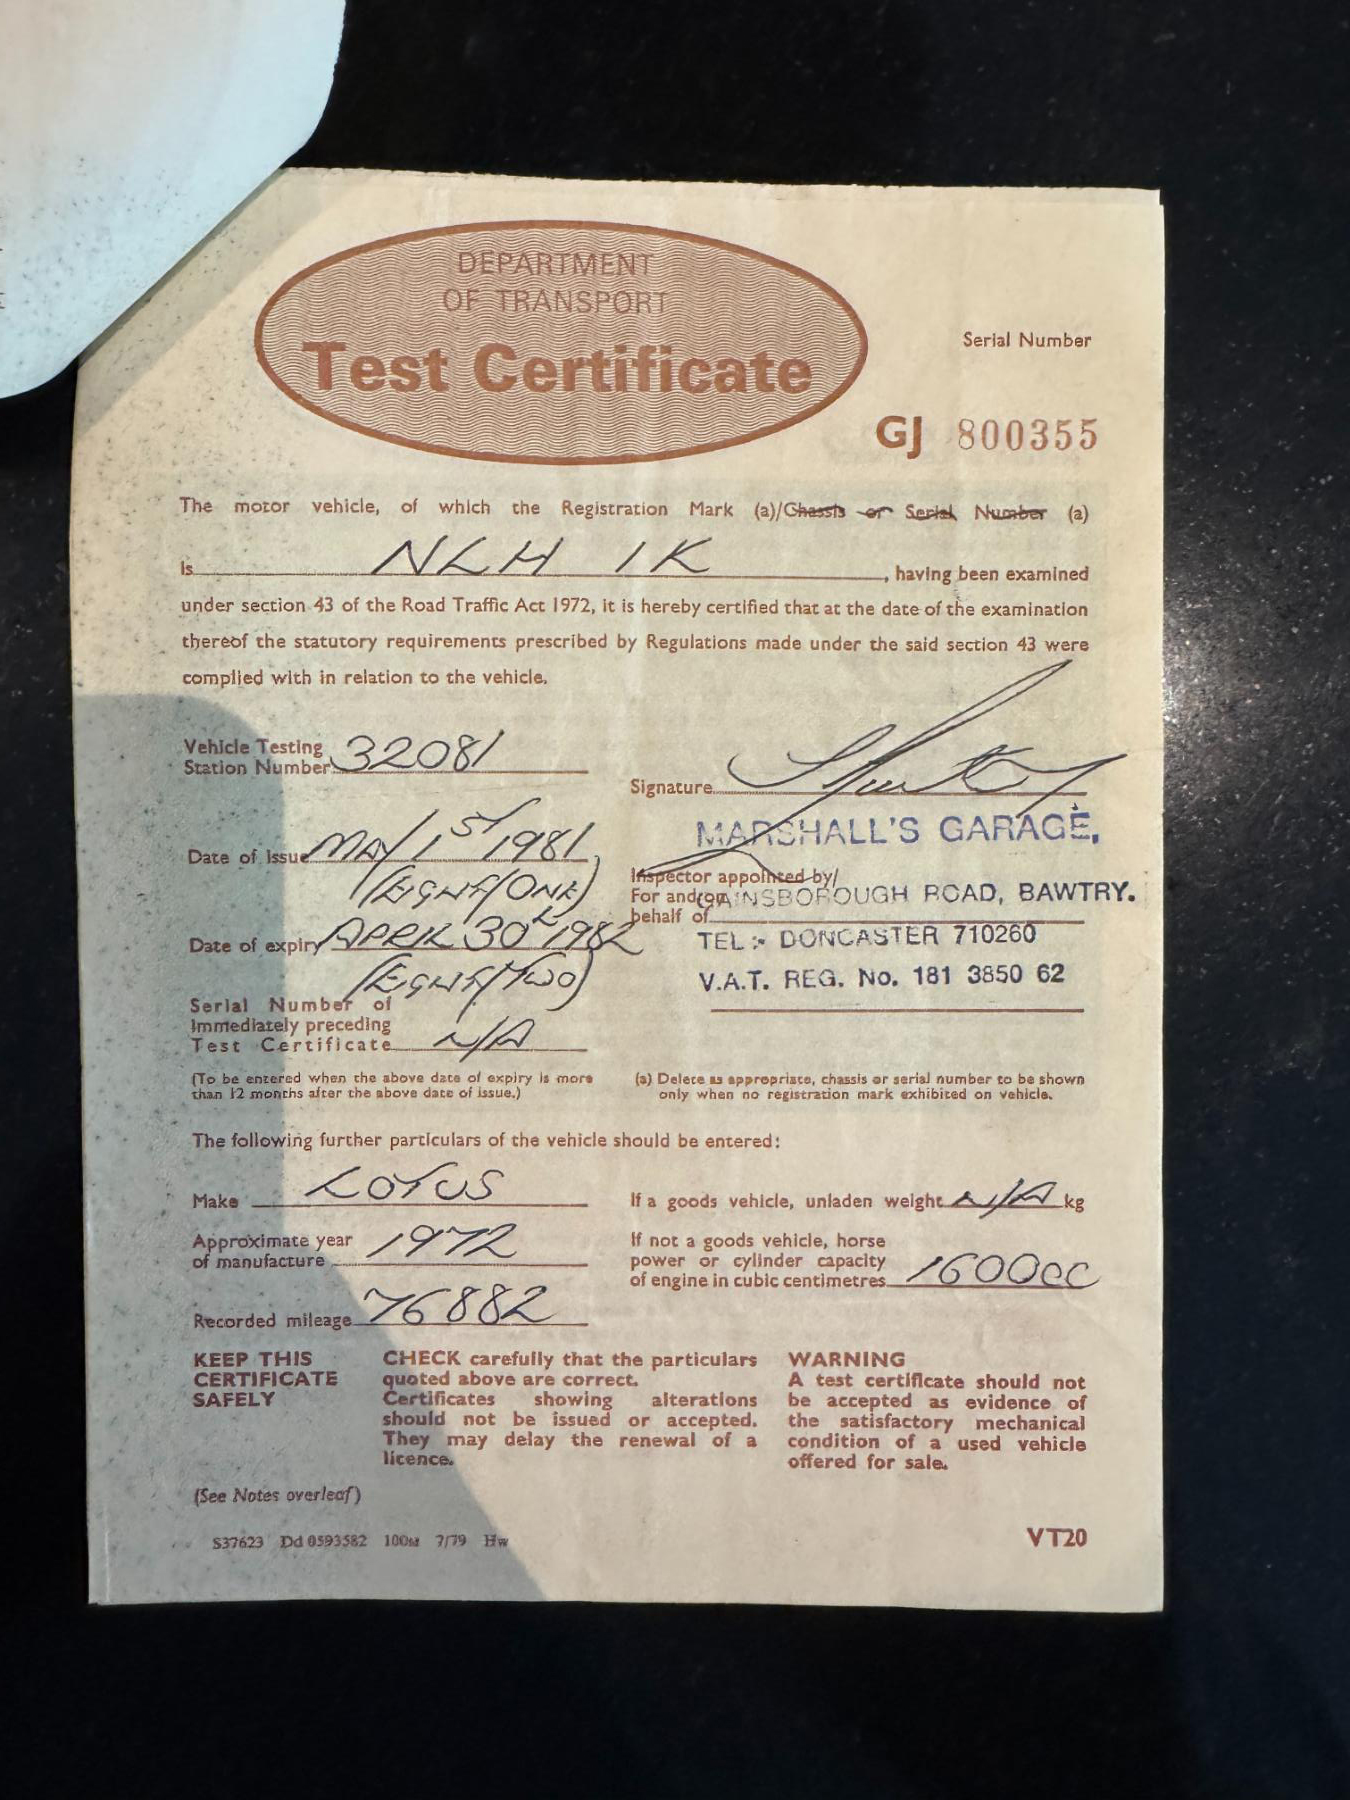 DEPARTMENT
OF TRANSPORT
Test Certificate
Serial Number
GJ 800355
The motor vehicle, of which the Registration Mark (a)/Chassis or Serial Number (a)
is NLH 1K, having been examined
under section 43 of the Road Traffic Act 1972, it is hereby certified that at the date of the examination
thereof the statutory requirements prescribed by Regulations made under the said section 43 were
complied with in relation to the vehicle.
Vehicle Testing
Station Number 32081
Signature
MARSHALL'S GARAGE,
Date of Issue MAY 1st 1981
(EIGHT/ONE)
Inspector appointed by/
For and on
behalf of
GAINSBOROUGH ROAD, BAWTRY.
Date of expiry APRIL 30th 1982
(EIGHT/TWO)
TEL :- DONCASTER 710260
V.A.T. REG. No. 181 3850 62
Serial Number of
Immediately preceding
Test Certificate N/A
(To be entered when the above date of expiry is more
than 12 months after the above date of issue.)
(a) Delete as appropriate, chassis or serial number to be shown
only when no registration mark exhibited on vehicle.
The following further particulars of the vehicle should be entered:
Make LOTUS
If a goods vehicle, unladen weight N/A kg
Approximate year
of manufacture 1972
If not a goods vehicle, horse
power or cylinder capacity
of engine in cubic centimetres 1600cc
Recorded mileage 76882
KEEP THIS
CERTIFICATE
SAFELY
CHECK carefully that the particulars
quoted above are correct.
Certificates showing alterations
should not be issued or accepted.
They may delay the renewal of a
licence.
WARNING
A test certificate should not
be accepted as evidence of
the satisfactory mechanical
condition of a used vehicle
offered for sale.
(See Notes overleaf)
S37623 Dd 0593582 100M 7/79 Hw
VT20